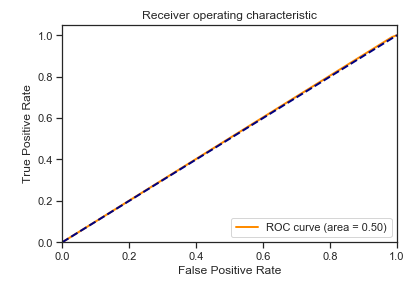 Receiver operating characteristic
1.0
0.8
0.6
0.4
0.2
0.0
True Positive Rate
ROC curve (area = 0.50)
0.0 0.2 0.4 0.6 0.8 1.0
False Positive Rate